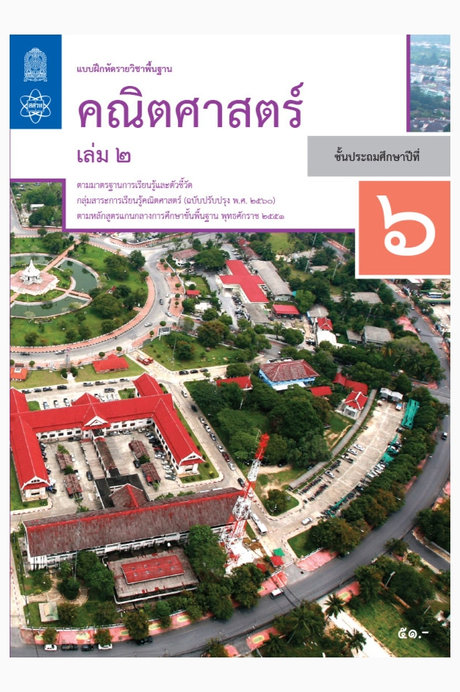 สสวท
แบบฝึกหัดรายวิชาพื้นฐาน
คณิตศาสตร์
เล่ม ๒
ชั้นประถมศึกษาปีที่
๖
ตามมาตรฐานการเรียนรู้และตัวชี้วัด
กลุ่มสาระการเรียนรู้คณิตศาสตร์ (ฉบับปรับปรุง พ.ศ. ๒๕๖๐)
ตามหลักสูตรแกนกลางการศึกษาขั้นพื้นฐาน พุทธศักราช ๒๕๕๑
๕๑.-